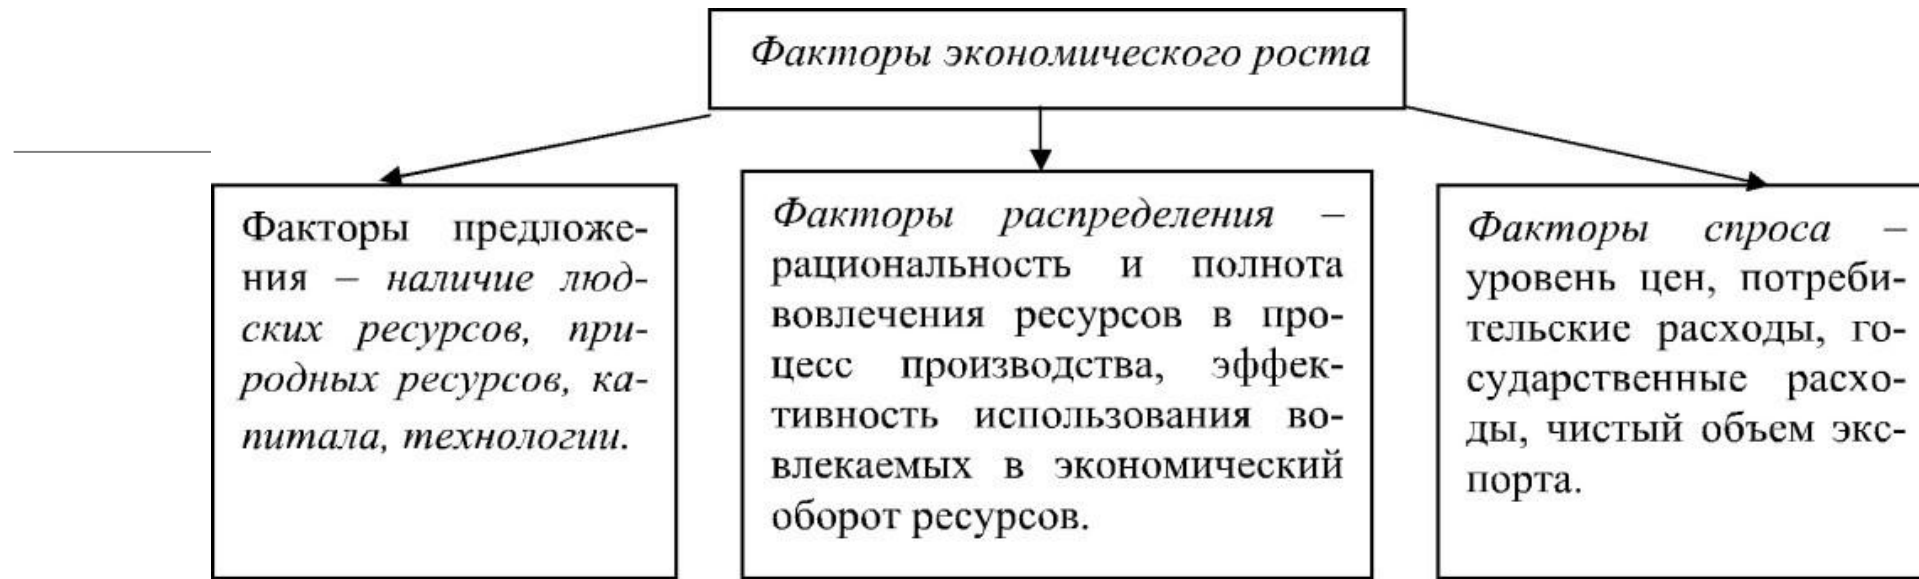 Факторы экономического роста
Факторы предложе-
ния – наличие люд-
ских ресурсов, при-
родных ресурсов, ка-
питала, технологии.
Факторы распределения –
рациональность и полнота
вовлечения ресурсов в про-
цесс производства, эффек-
тивность использования во-
влекаемых в экономический
оборот ресурсов.
Факторы спроса –
уровень цен, потреби-
тельские расходы, го-
сударственные расхо-
ды, чистый объем экс-
порта.